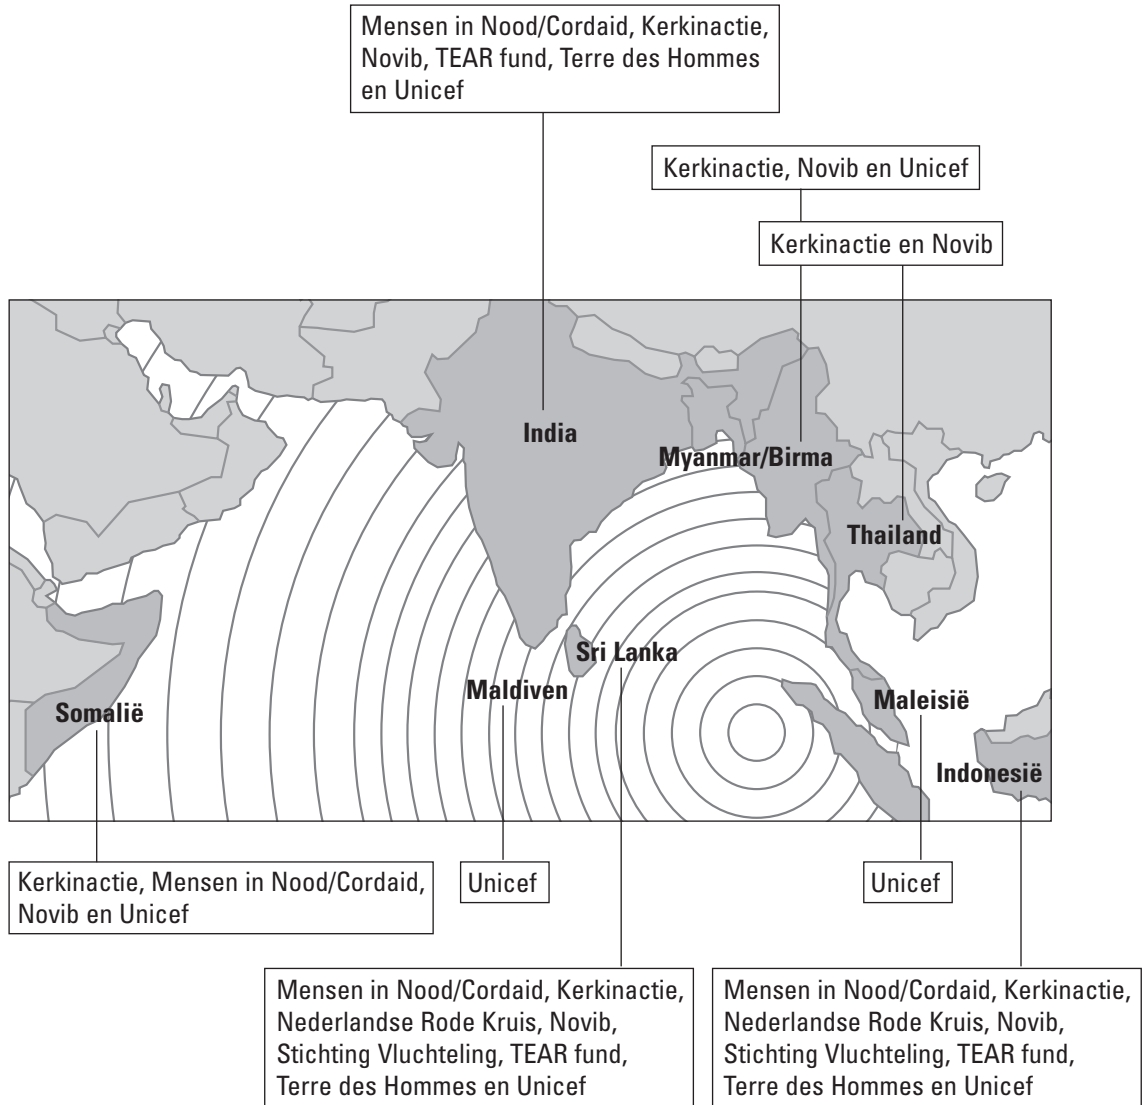 Mensen in Nood/Cordaid, Kerkinactie,
Novib, TEAR fund, Terre des Hommes
en Unicef
Kerkinactie, Novib en Unicef
Kerkinactie en Novib
India
Myanmar/Birma
Thailand
Sri Lanka
Maldiven
Maleisië
Somalië
Indonesië
Kerkinactie, Mensen in Nood/Cordaid,
Novib en Unicef
Unicef
Unicef
Mensen in Nood/Cordaid, Kerkinactie,
Nederlandse Rode Kruis, Novib,
Stichting Vluchteling, TEAR fund,
Terre des Hommes en Unicef
Mensen in Nood/Cordaid, Kerkinactie,
Nederlandse Rode Kruis, Novib,
Stichting Vluchteling, TEAR fund,
Terre des Hommes en Unicef